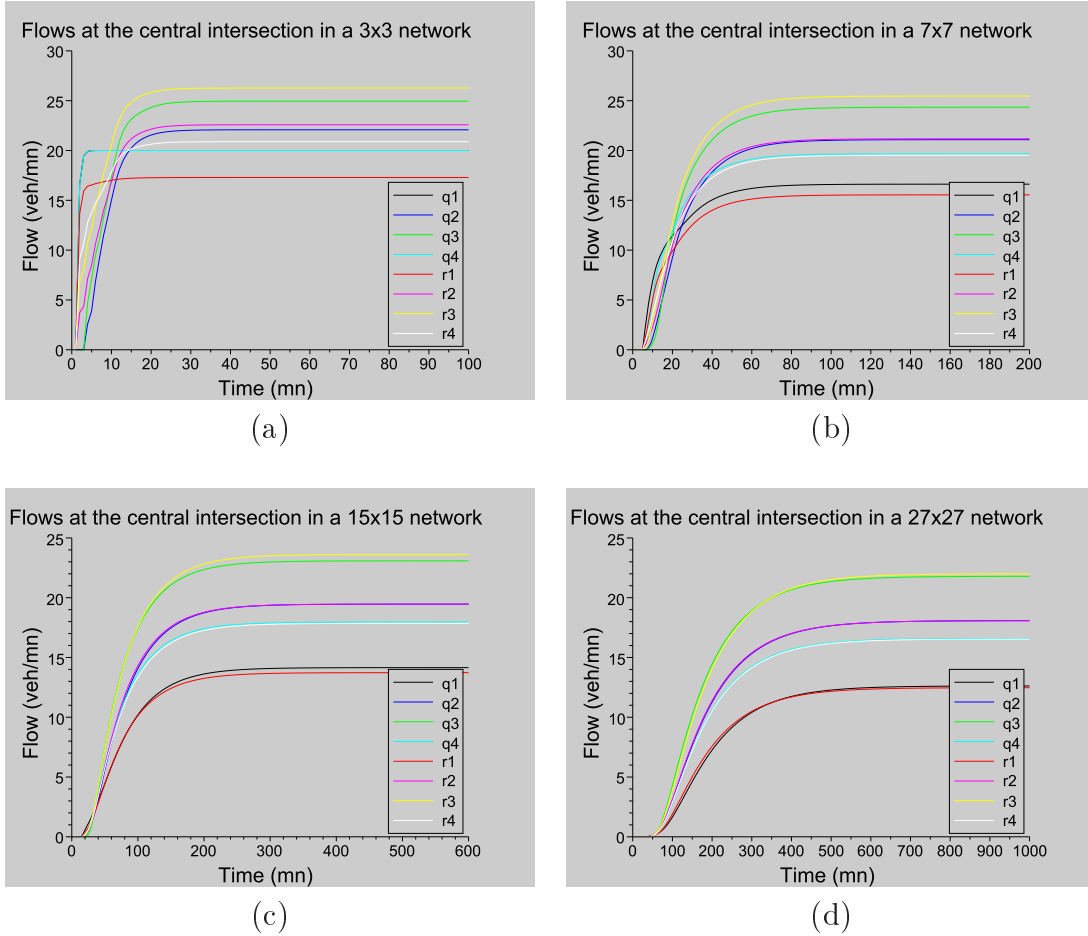 Flows at the central intersection in a 3x3 network
30
25
20
15
10
5
0
Flow (veh/mn)
q1
q2
q3
q4
r1
r2
r3
r4
0 10 20 30 40 50 60 70 80 90 100
Time (mn)
(a)
Flows at the central intersection in a 7x7 network
30
25
20
15
10
5
0
Flow (veh/mn)
q1
q2
q3
q4
r1
r2
r3
r4
0 20 40 60 80 100 120 140 160 180 200
Time (mn)
(b)
Flows at the central intersection in a 15x15 network
25
20
15
10
5
0
Flow (veh/mn)
q1
q2
q3
q4
r1
r2
r3
r4
0 100 200 300 400 500 600
Time (mn)
(c)
Flows at the central intersection in a 27x27 network
25
20
15
10
5
0
Flow (veh/mn)
q1
q2
q3
q4
r1
r2
r3
r4
0 100 200 300 400 500 600 700 800 900 1000
Time (mn)
(d)